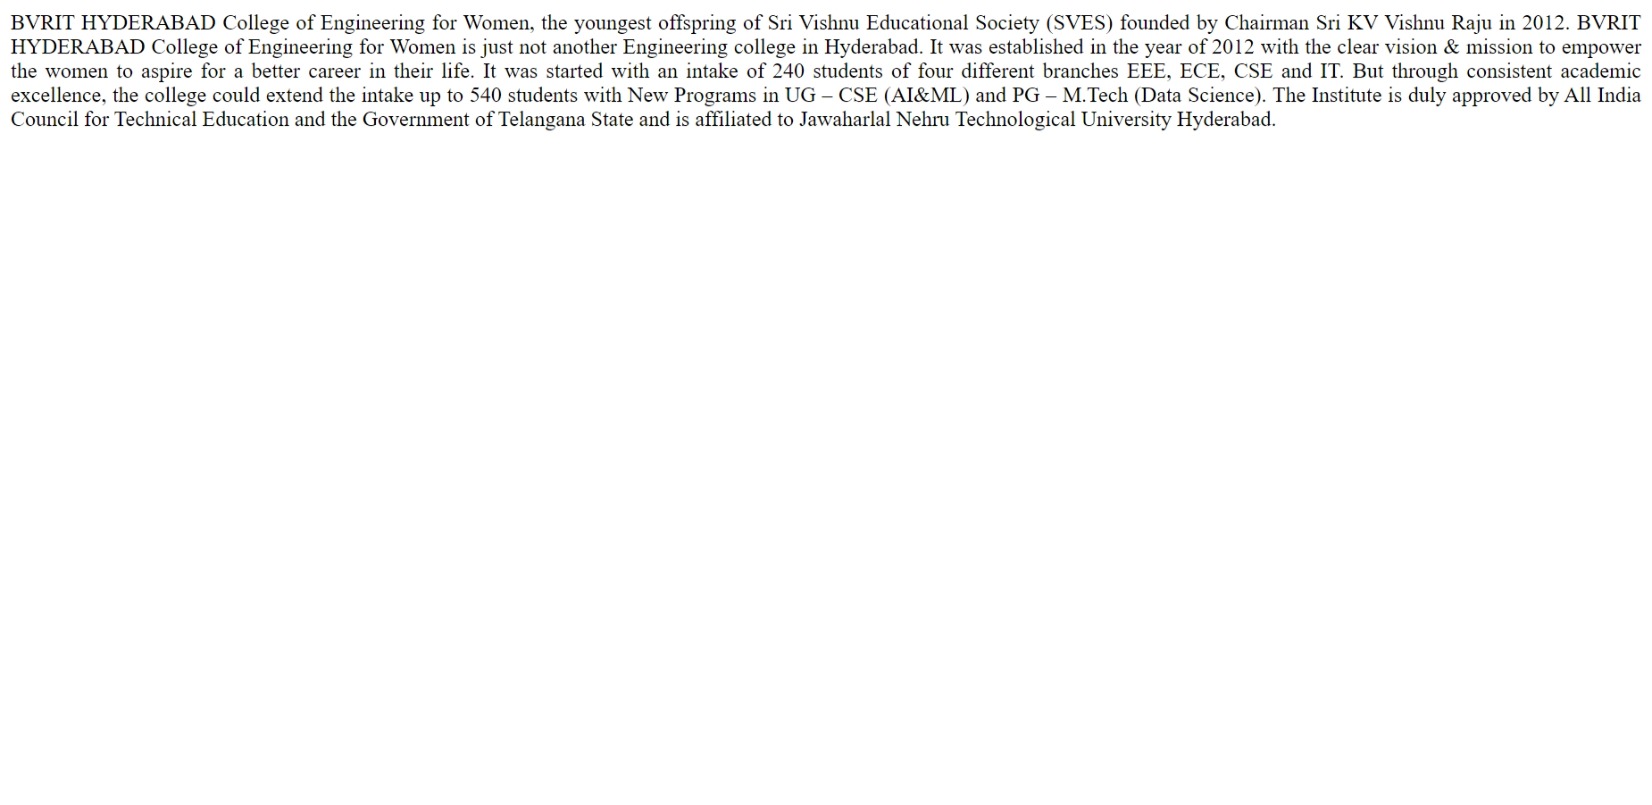 BVRIT HYDERABAD College of Engineering for Women, the youngest offspring of Sri Vishnu Educational Society (SVES) founded by Chairman Sri KV Vishnu Raju in 2012. BVRIT
HYDERABAD College of Engineering for Women is just not another Engineering college in Hyderabad. It was established in the year of 2012 with the clear vision & mission to empower
the women to aspire for a better career in their life. It was started with an intake of 240 students of four different branches EEE, ECE, CSE and IT. But through consistent academic
excellence, the college could extend the intake up to 540 students with New Programs in UG – CSE (AI&ML) and PG – M.Tech (Data Science). The Institute is duly approved by All India
Council for Technical Education and the Government of Telangana State and is affiliated to Jawaharlal Nehru Technological University Hyderabad.